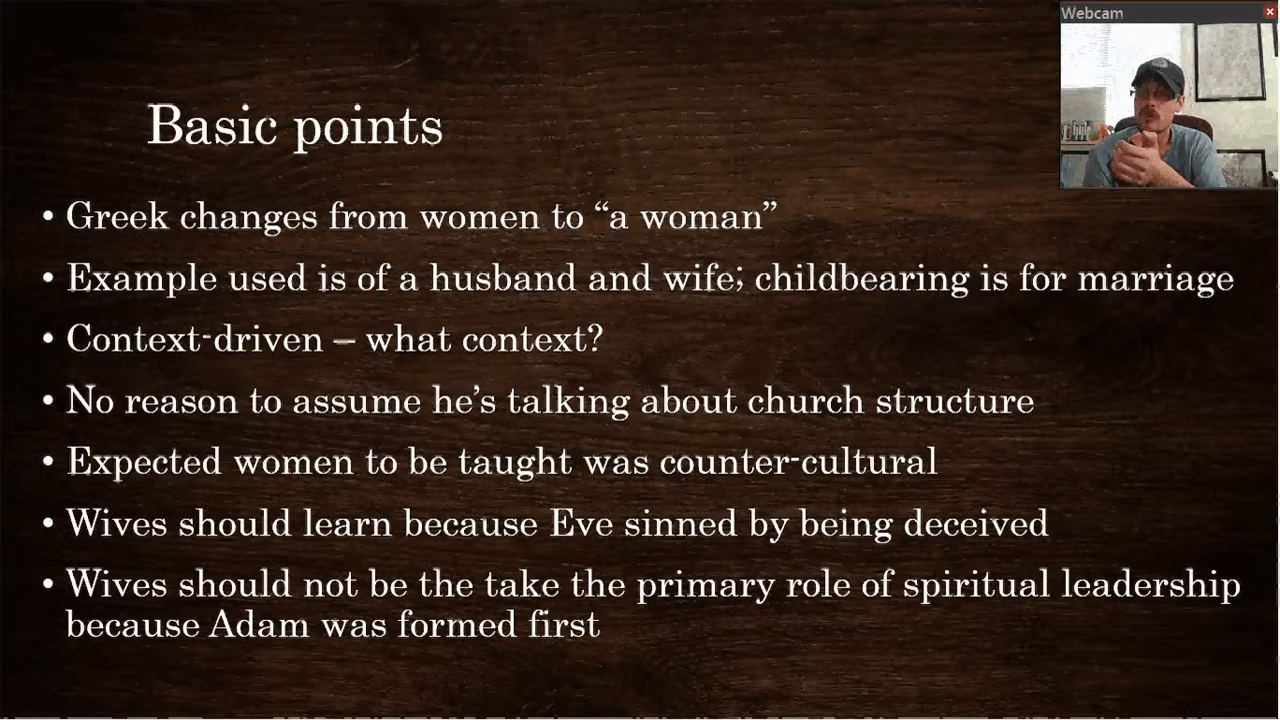 Webcam
Basic points
• Greek changes from women to “a woman”
• Example used is of a husband and wife; childbearing is for marriage
• Context-driven – what context?
• No reason to assume he’s talking about church structure
• Expected women to be taught was counter-cultural
• Wives should learn because Eve sinned by being deceived
• Wives should not be the take the primary role of spiritual leadership
because Adam was formed first